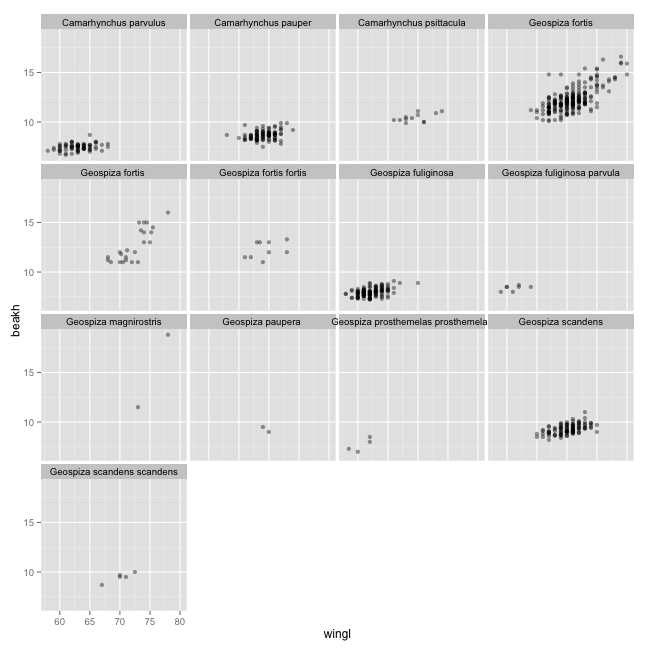 Camarhynchus parvulus
Camarhynchus pauper
Camarhynchus psittacula
Geospiza fortis
15
10
Geospiza fortis
Geospiza fortis fortis
Geospiza fuliginosa
Geospiza fuliginosa parvula
15
10
beakh
Geospiza magnirostris
Geospiza paupera
Geospiza prosthemelas prosthemela
Geospiza scandens
15
10
Geospiza scandens scandens
15
10
60 65 70 75 80
wingl